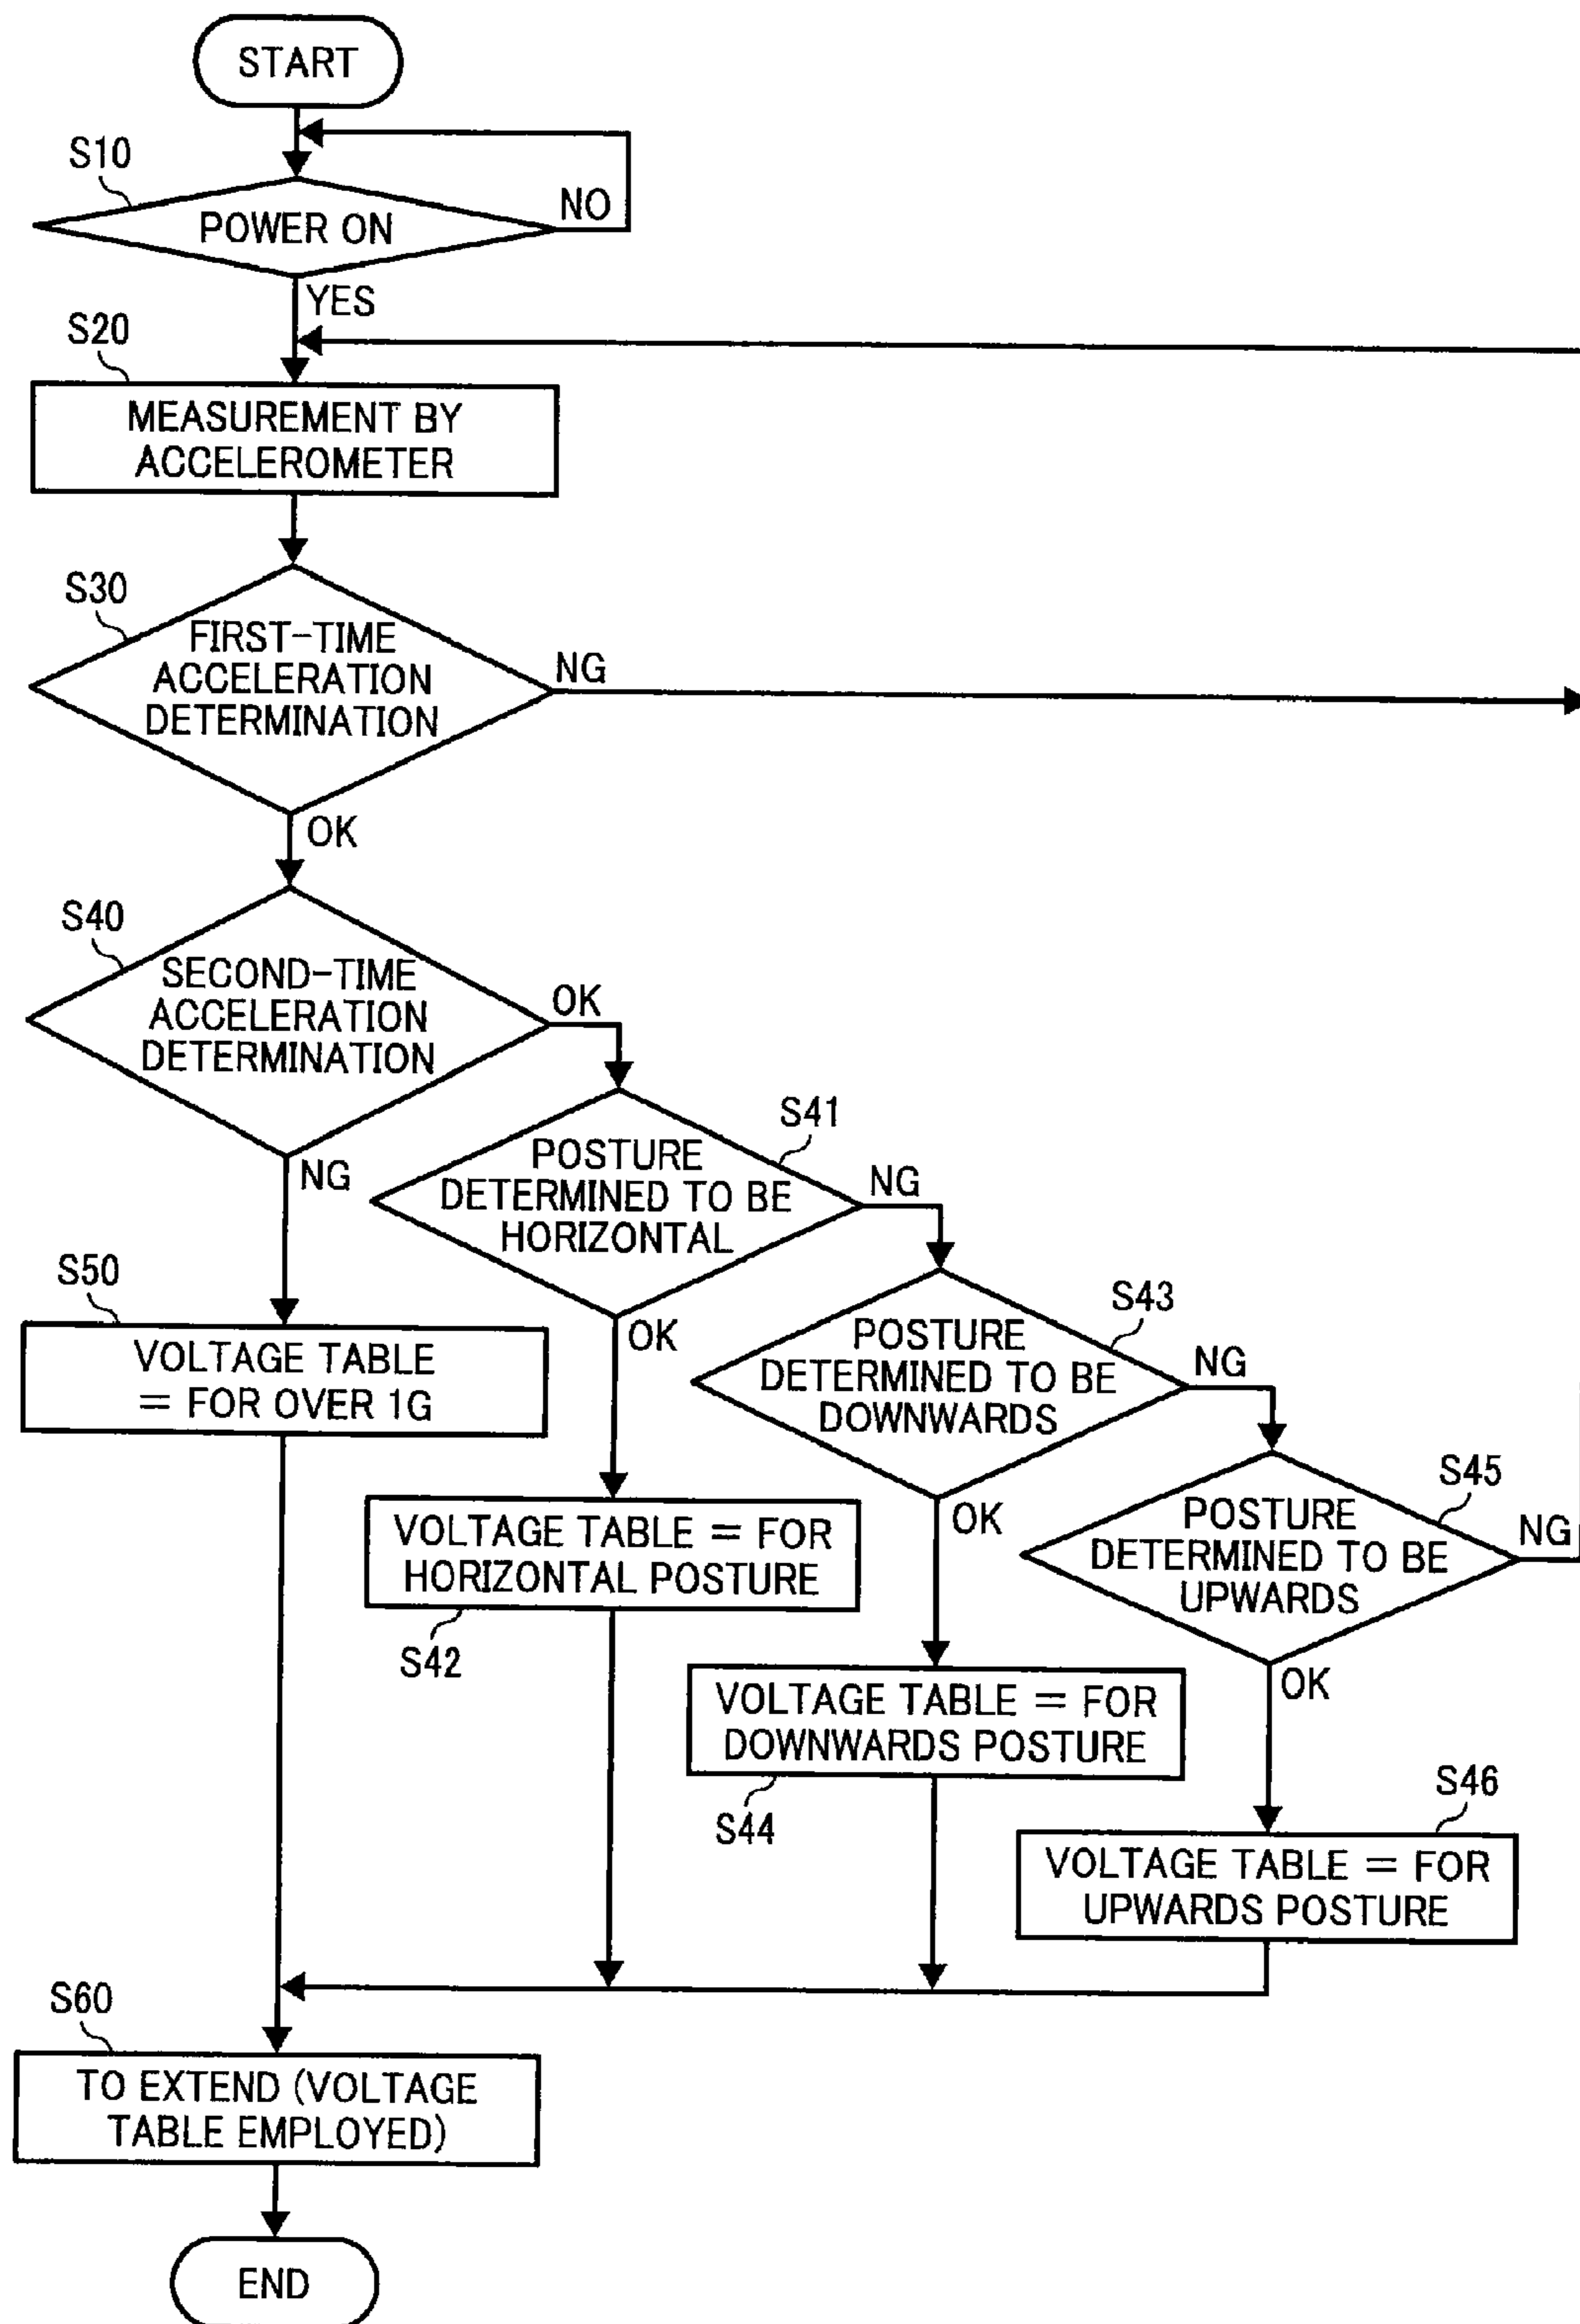 START
S10
POWER ON
NO
YES
S20
MEASUREMENT BY
ACCELEROMETER
S30
FIRST-TIME
ACCELERATION
DETERMINATION
NG
OK
S40
SECOND-TIME
ACCELERATION
DETERMINATION
OK
NG
S41
POSTURE
DETERMINED TO BE
HORIZONTAL
NG
OK
S50
VOLTAGE TABLE
= FOR OVER 1G
S43
POSTURE
DETERMINED TO BE
DOWNWARDS
NG
OK
S42
VOLTAGE TABLE = FOR
HORIZONTAL POSTURE
S45
POSTURE
DETERMINED TO BE
UPWARDS
NG
OK
VOLTAGE TABLE = FOR
DOWNWARDS POSTURE
S44
S46
VOLTAGE TABLE = FOR
UPWARDS POSTURE
S60
TO EXTEND (VOLTAGE
TABLE EMPLOYED)
END